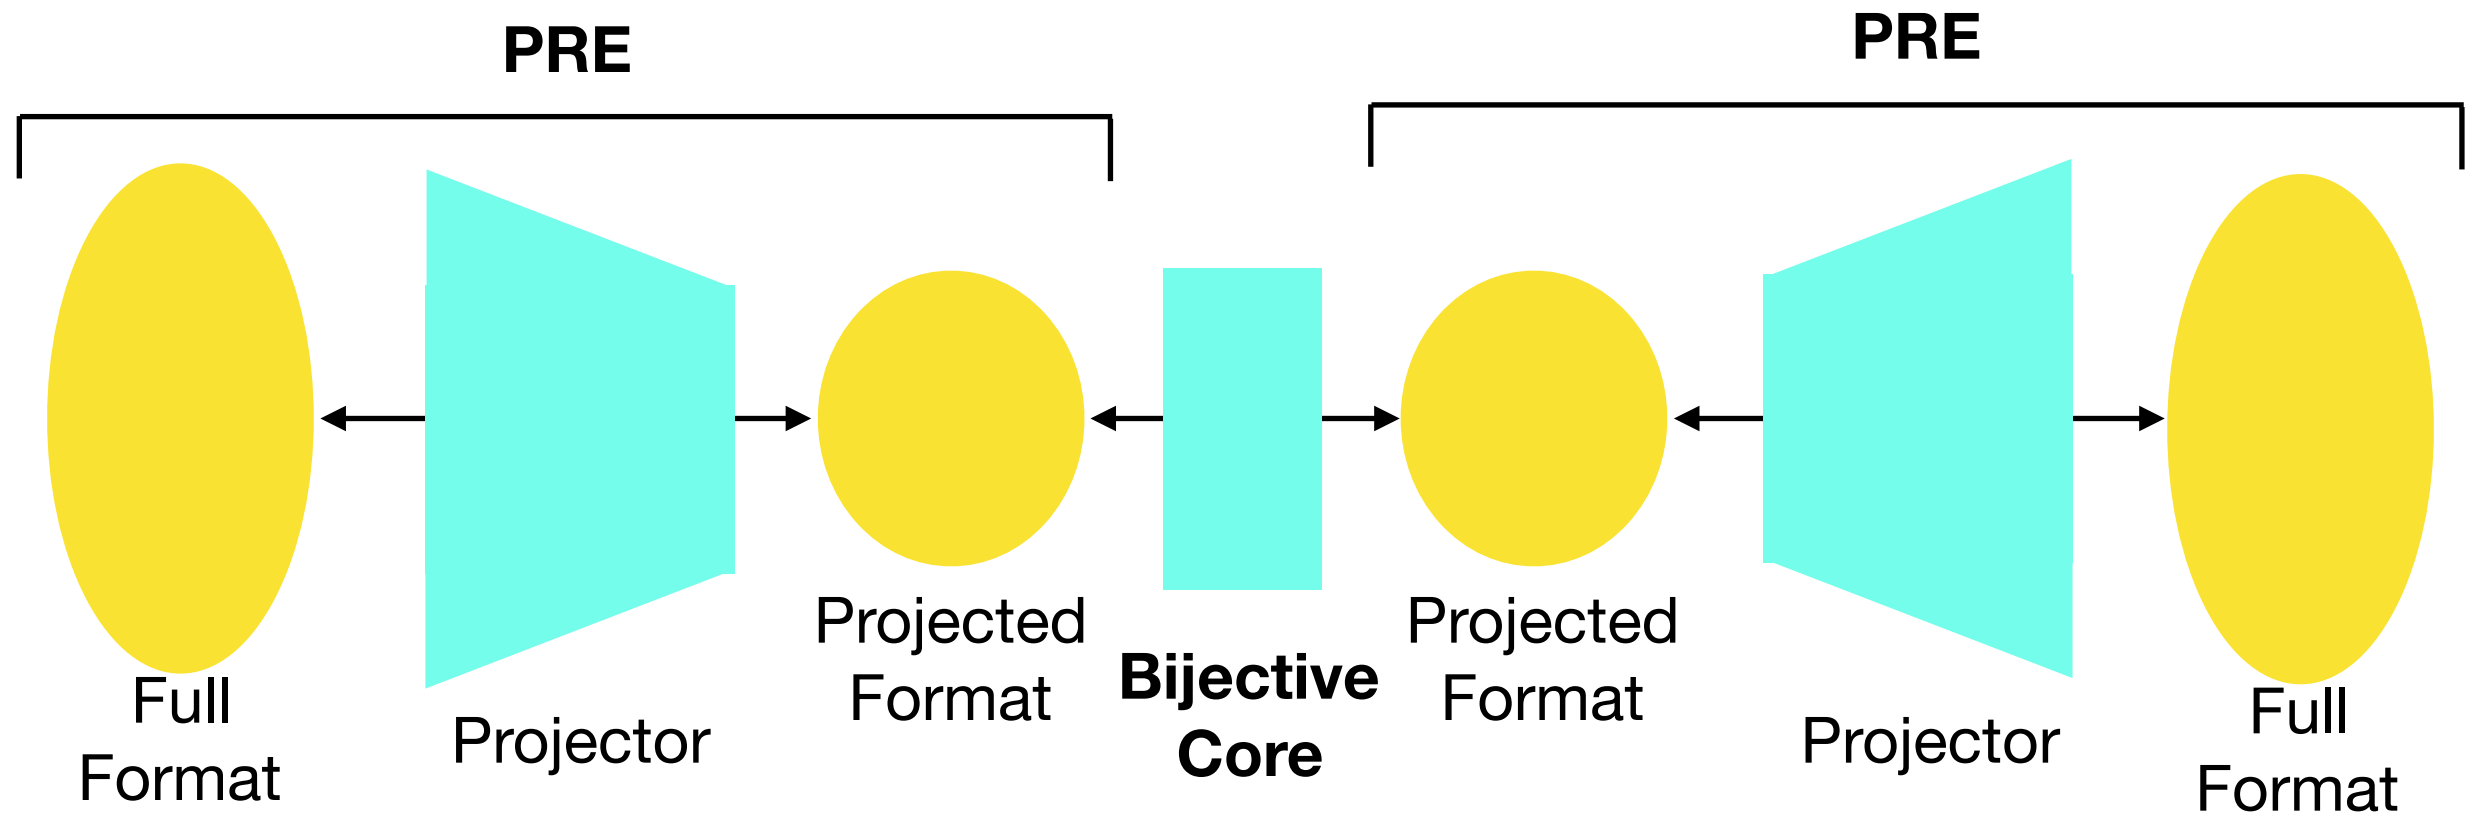 PRE
PRE
Full
Format
Projector
Projected
Format
Bijective
Core
Projected
Format
Projector
Full
Format